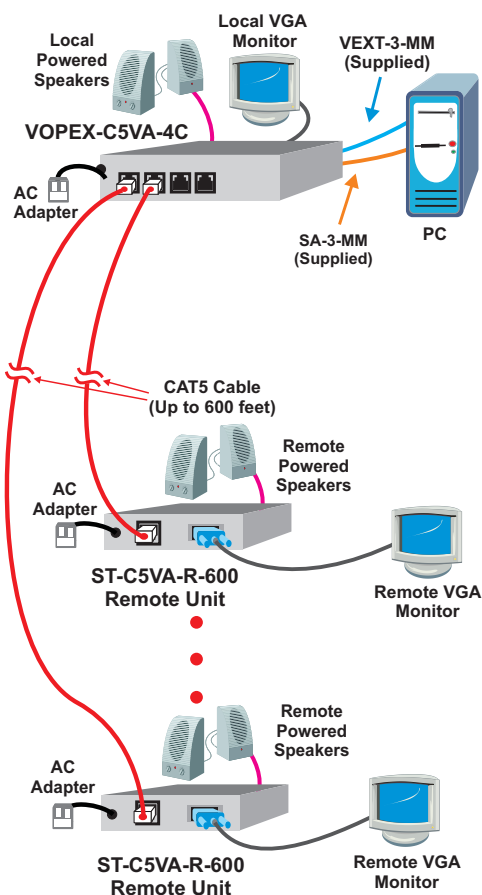 Local
Powered
Speakers
Local VGA
Monitor
VEXT-3-MM
(Supplied)
VOPEX-C5VA-4C
AC
Adapter
SA-3-MM
(Supplied)
PC
CAT5 Cable
(Up to 600 feet)
Remote
Powered
Speakers
AC
Adapter
ST-C5VA-R-600
Remote Unit
Remote VGA
Monitor
Remote
Powered
Speakers
AC
Adapter
ST-C5VA-R-600
Remote Unit
Remote VGA
Monitor